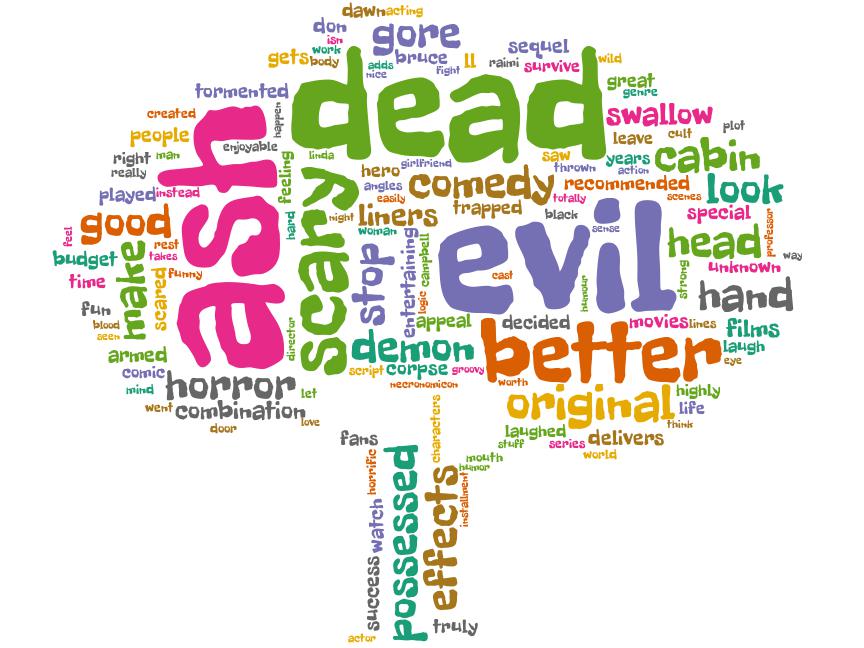 dawn
acting
don
gore
isn
work
gets
body
bruce
ll
adds
nice
fight
raimi
sequel
survive
wild
dead
great
genre
tormented
created
people
happen
enjoyable
ash
swallow
leave
cult
plot
right
man
really
linda
hero
girlfriend
saw
thrown
years
action
cabin
feeling
scary
angles
easily
comedy
recommended
totally
scenes
look
played
instead
hard
night
liners
trapped
black
special
feel
good
woman
evil
sense
head
professor
way
rest
takes
budget
make
stop
entertaining
campbell
logic
unknown
time
scared
funny
cast
humour
strong
hand
fun
blood
seen
director
appeal
decided
movies
lines
films
armed
demon
better
laugh
eye
comic
script
corpse
groovy
mind
horror
let
necronomicon
worth
original
highly
went
combination
life
door
love
think
fans
characters
laughed
stuff
series
delivers
horrific
possessed
effects
mouth
humor
world
watch
installment
success
truly
actor